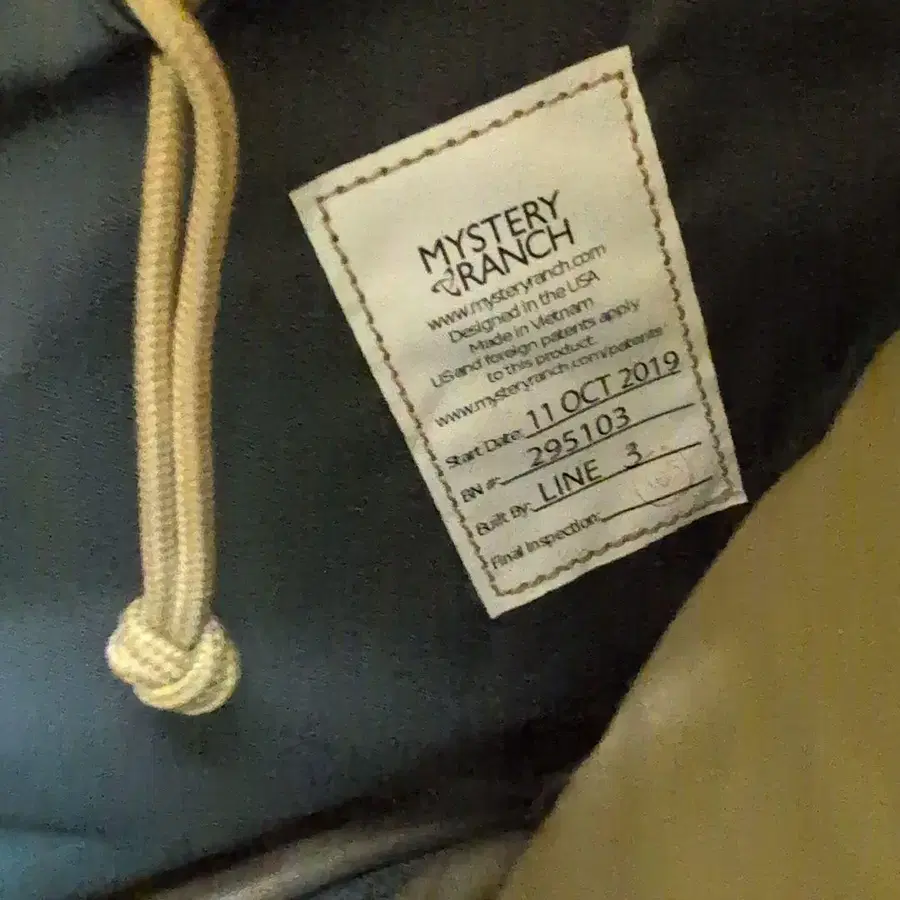 MYSTERY
RANCH
www.mysteryranch.com
Designed in the USA
Made in Vietnam
US and foreign patents apply
to this product.
www.mysteryranch.com/patents
Start Date: 11 OCT 2019
BN #: 295103
Built By: LINE 3
Final Inspection: